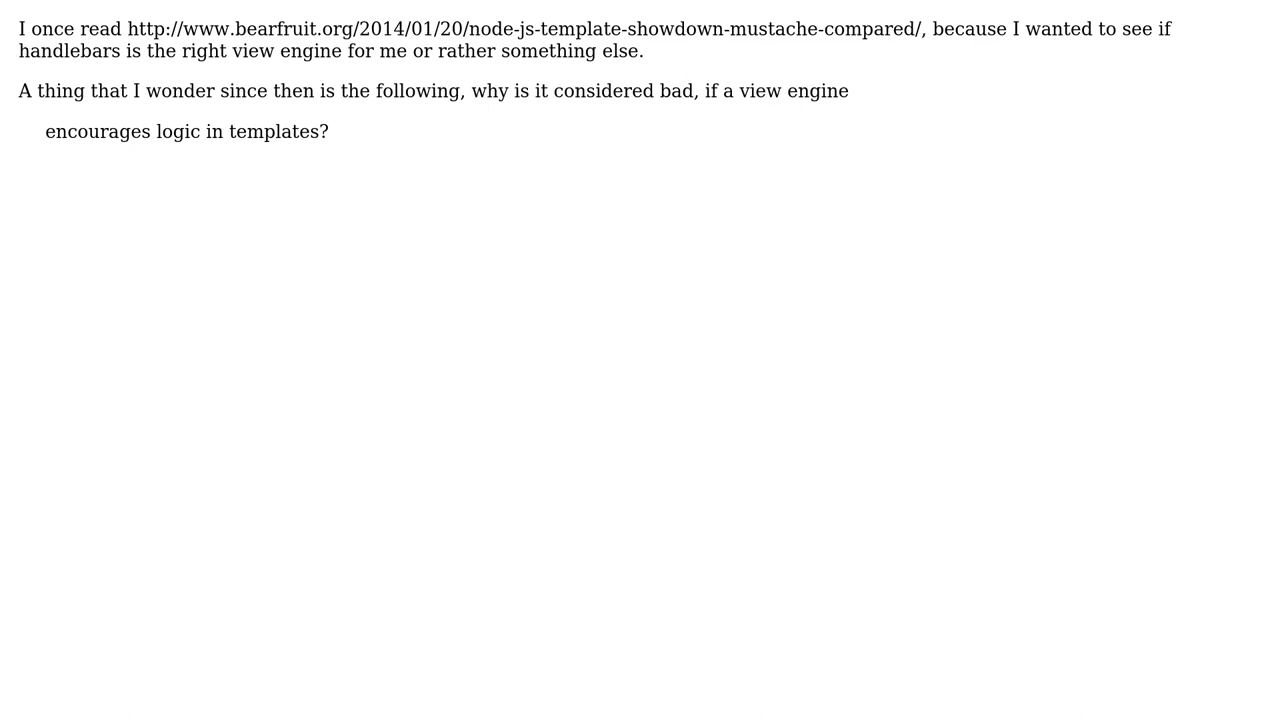 I once read http://www.bearfruit.org/2014/01/20/node-js-template-showdown-mustache-compared/, because I wanted to see if
handlebars is the right view engine for me or rather something else.
A thing that I wonder since then is the following, why is it considered bad, if a view engine
encourages logic in templates?